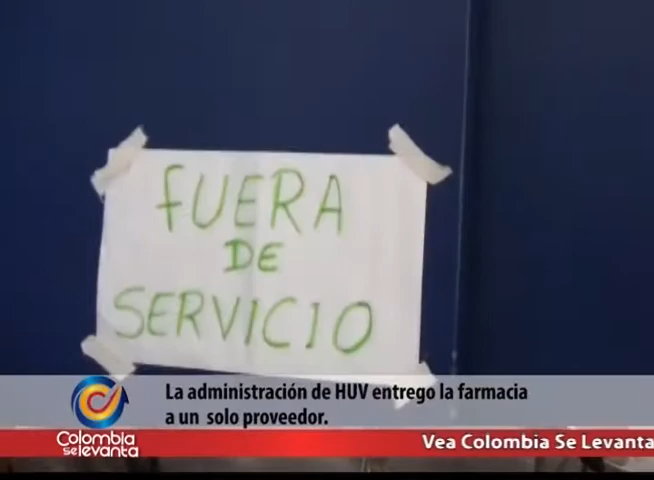 FUERA
DE
SERVICIO
La administración de HUV entrego la farmacia
a un solo proveedor.
Colombia
se levanta
Vea Colombia Se Levanta